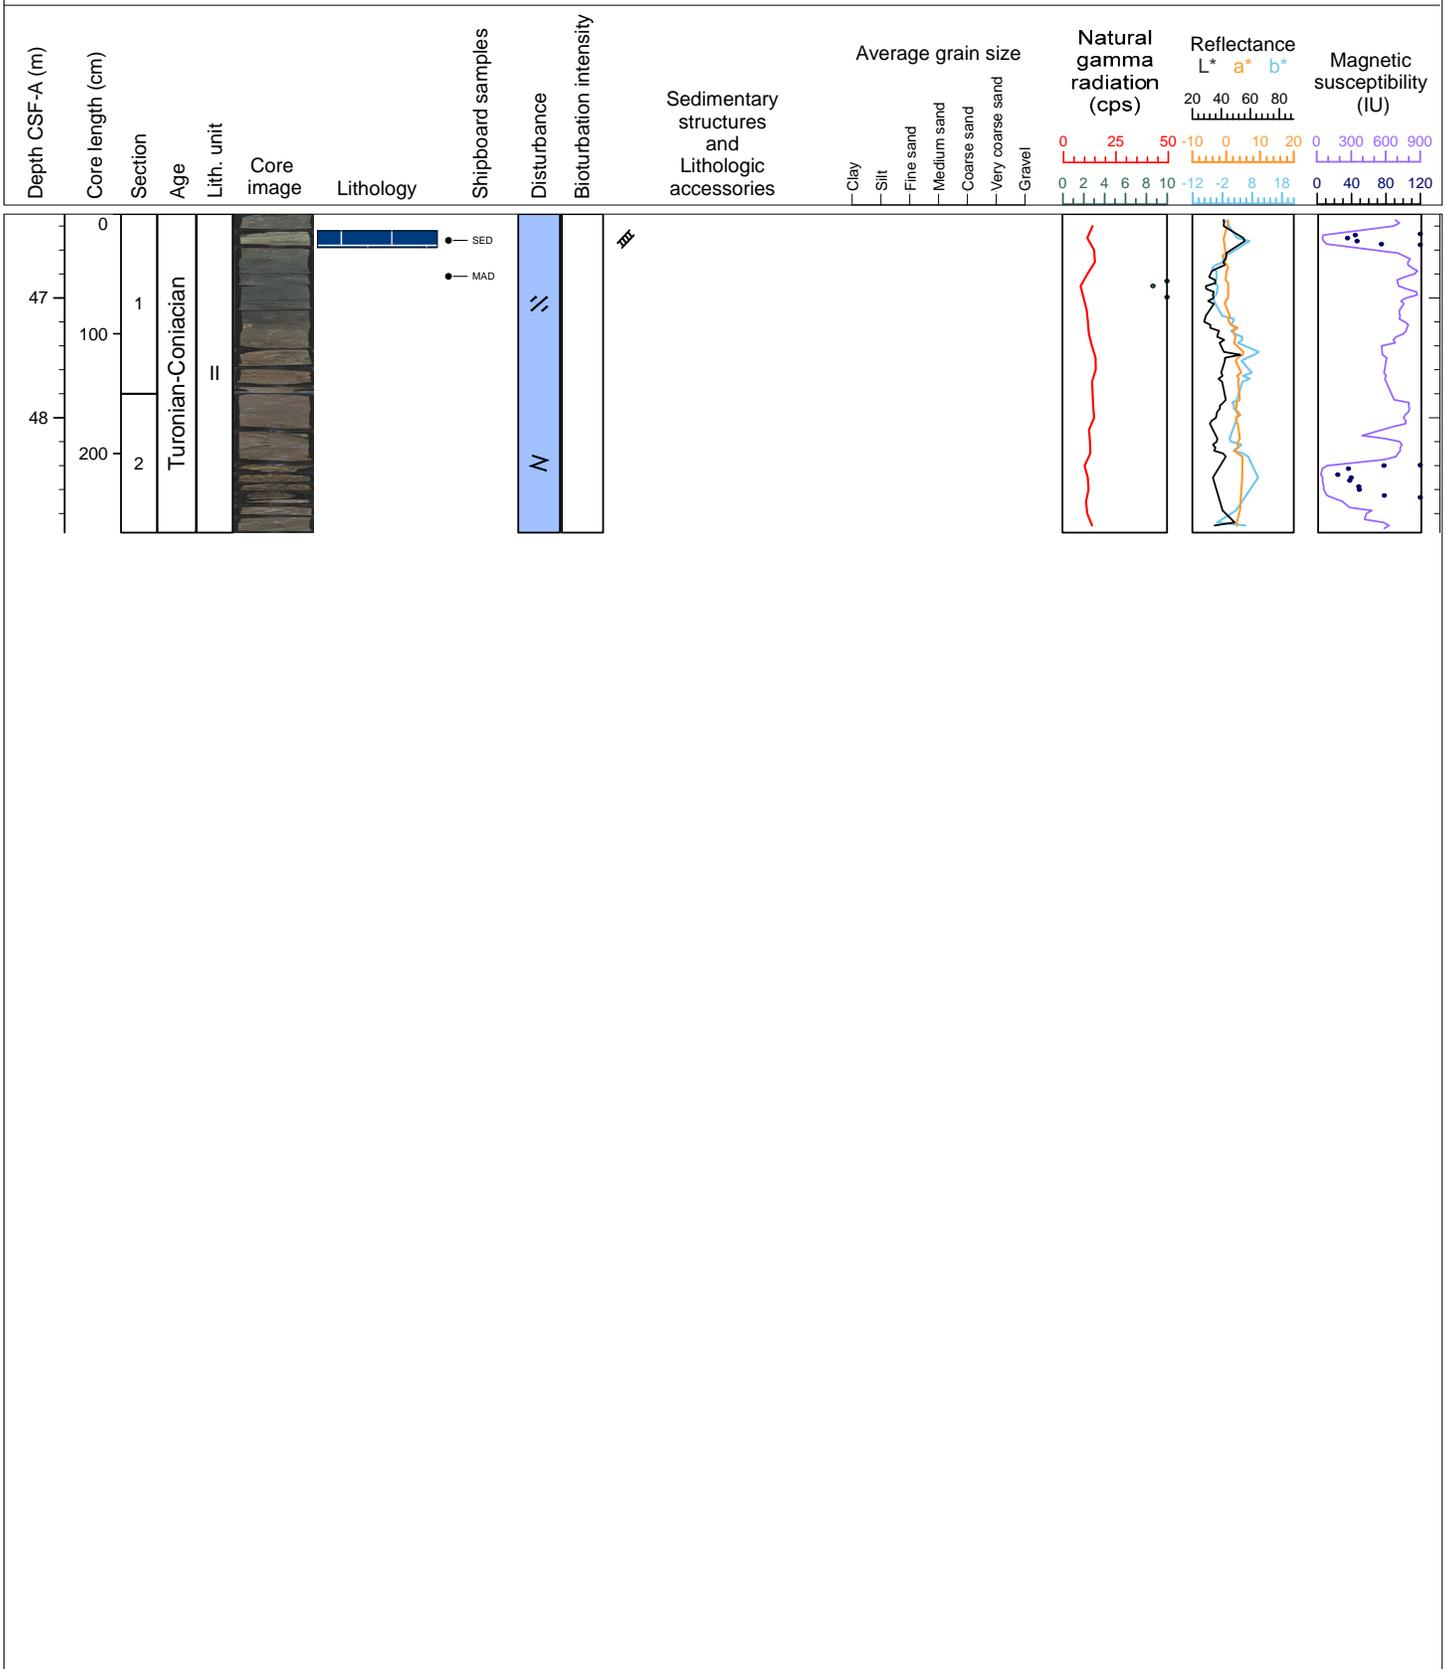 Depth CSF-A (m)
Core length (cm)
Section
Age
Lith. unit
Core
image
Lithology
Shipboard samples
Disturbance
Bioturbation intensity
Sedimentary
structures
and
Lithologic
accessories
Average grain size
Clay
Silt
Fine sand
Medium sand
Coarse sand
Very coarse sand
Gravel
Natural
gamma
radiation
(cps)
0 25 50
0 2 4 6 8 10
Reflectance
L* a* b*
20 40 60 80
-10 0 10 20
-12 -2 8 18
Magnetic
susceptibility
(IU)
0 300 600 900
0 40 80 120
47
48
0
100
200
1
2
Turonian-Coniacian
II
SED
MAD